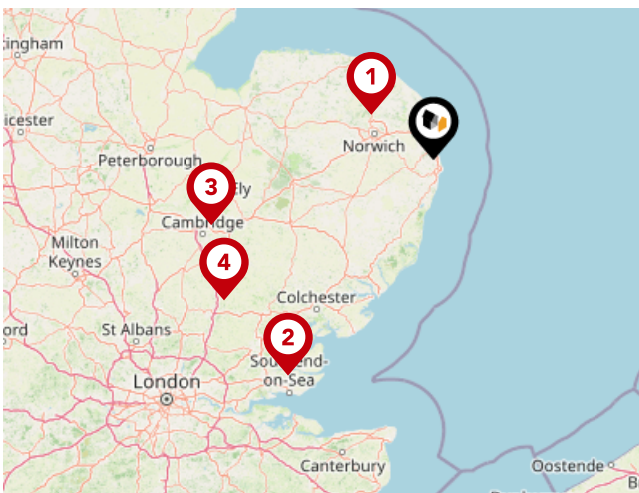 ingham
1
icester
Norwich
Peterborough
3
Ely
Cambridge
4
Milton
Keynes
Colchester
ord
St Albans
2
Southend-
on-Sea
London
Canterbury
Oostende
B